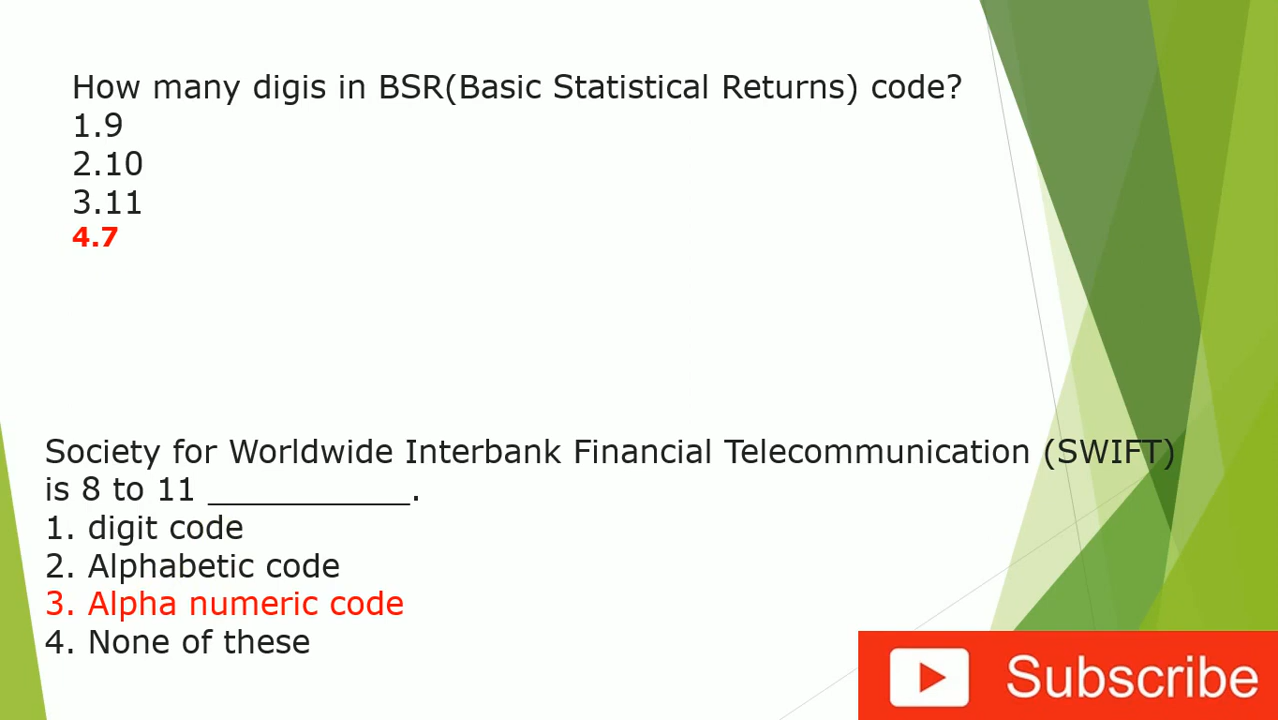 How many digis in BSR(Basic Statistical Returns) code?
1.9
2.10
3.11
4.7
Society for Worldwide Interbank Financial Telecommunication (SWIFT)
is 8 to 11 ___________.
1. digit code
2. Alphabetic code
3. Alpha numeric code
4. None of these
Subscribe